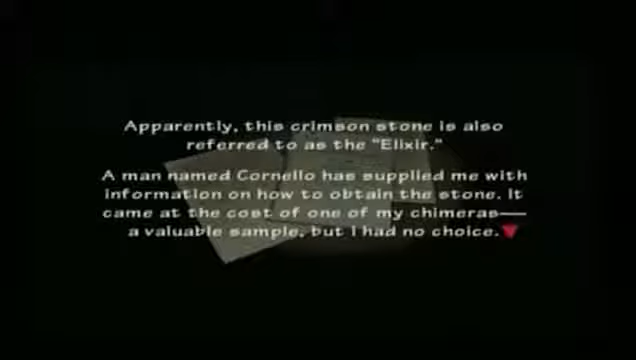 Apparently, this crimson stone is also
referred to as the "Elixir."
A man named Cornello has supplied me with
information on how to obtain the stone. It
came at the cost of one of my chimeras—
a valuable sample, but I had no choice.